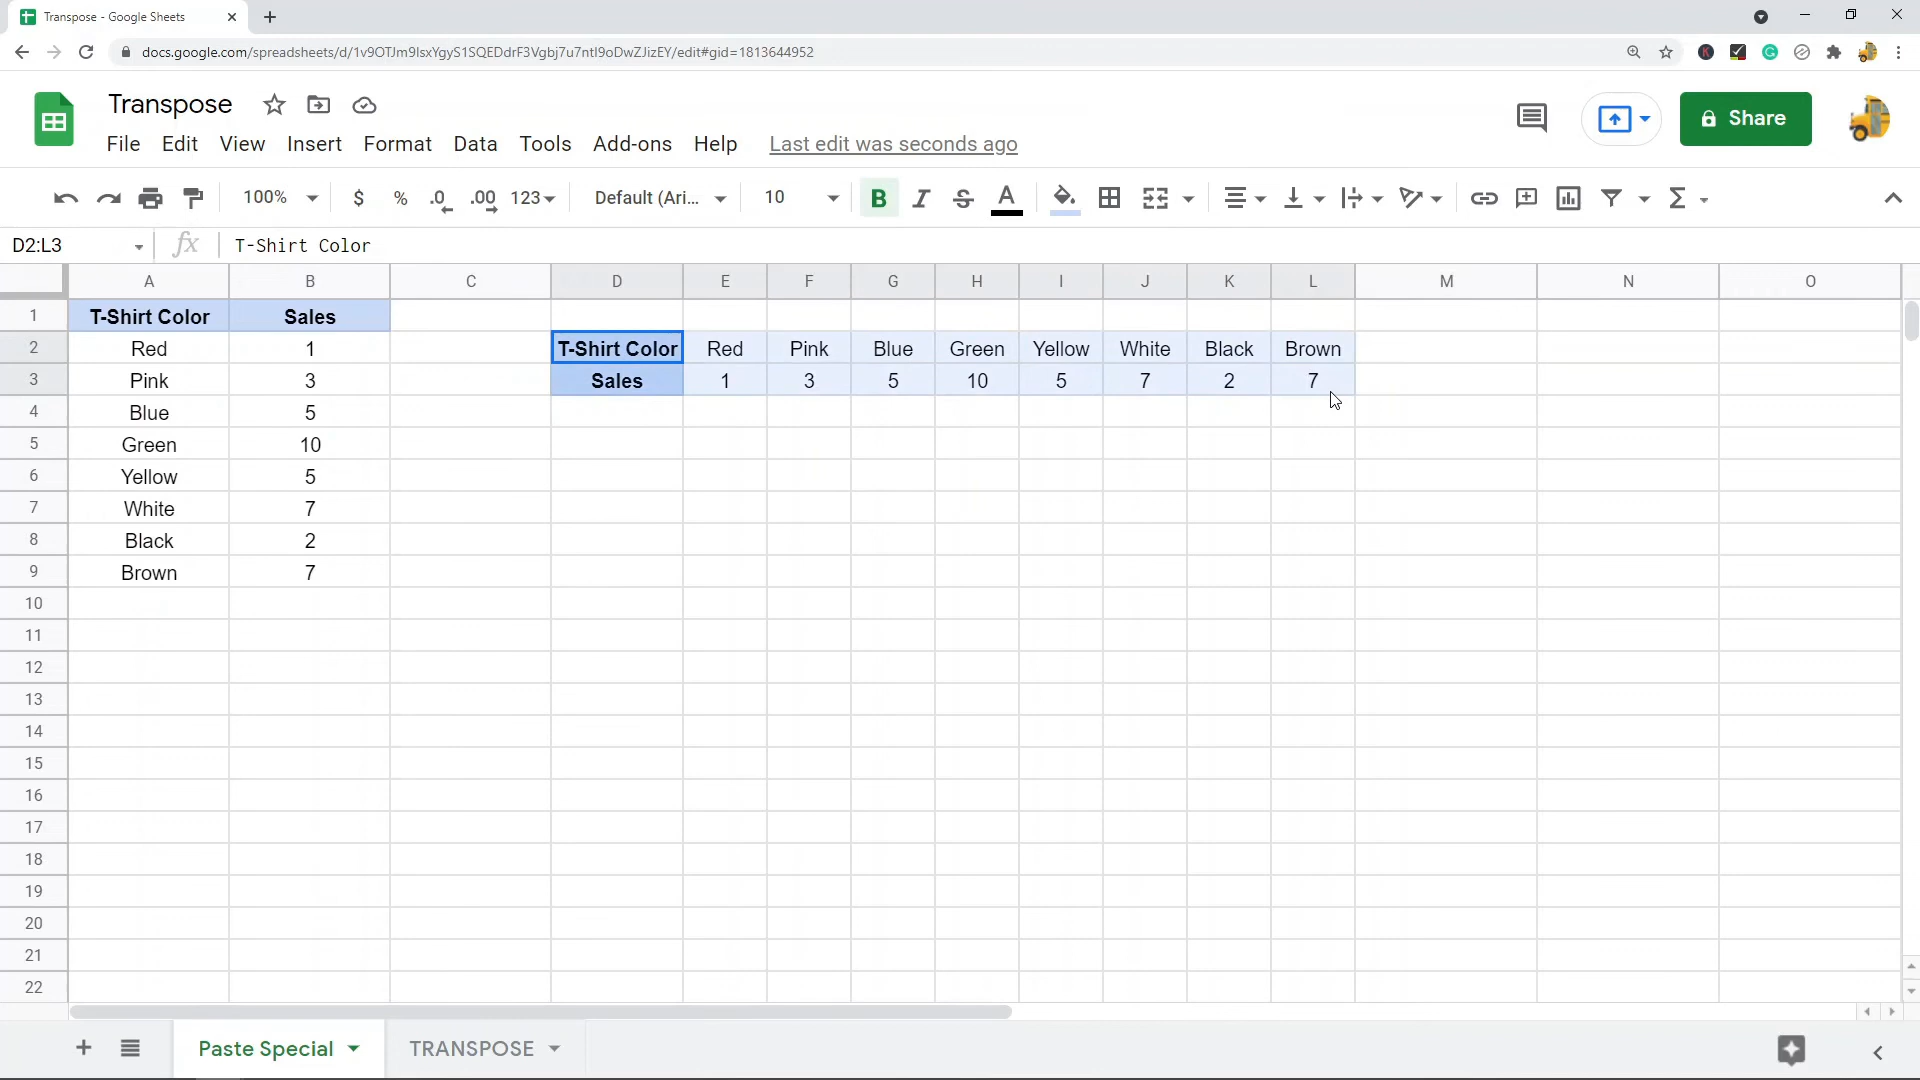 Transpose - Google Sheets
docs.google.com/spreadsheets/d/1v9OTJm9lsxYgyS1SQEDdrF3Vgbj7u7ntl9oDwZJizEY/edit#gid=1813644952
Transpose
File Edit View Insert Format Data Tools Add-ons Help Last edit was seconds ago
Share
100% $ % .0 .00 123 Default (Ari... 10 B I S A Σ
D2:L3 fx T-Shirt Color
A B C D E F G H I J K L M N O
1 T-Shirt Color Sales
2 Red 1 T-Shirt Color Red Pink Blue Green Yellow White Black Brown
3 Pink 3 Sales 1 3 5 10 5 7 2 7
4 Blue 5
5 Green 10
6 Yellow 5
7 White 7
8 Black 2
9 Brown 7
10
11
12
13
14
15
16
17
18
19
20
21
22
Paste Special TRANSPOSE